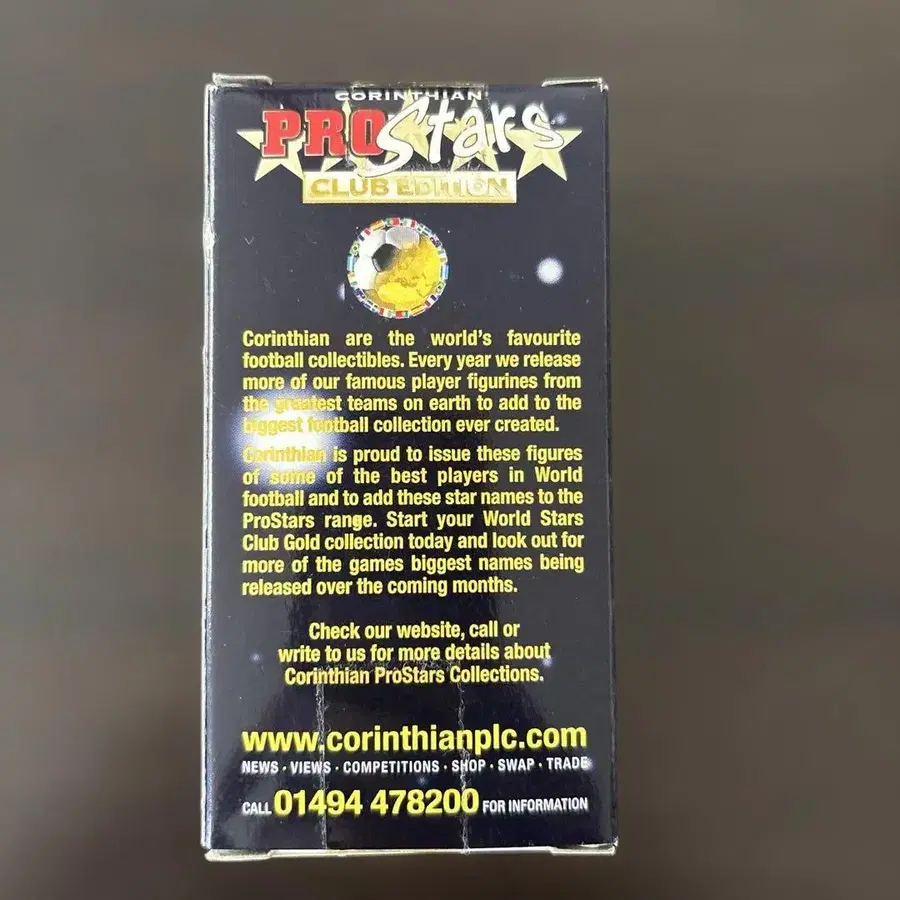 CORINTHIAN
PROStars
CLUB EDITION
Corinthian are the world's favourite
football collectibles. Every year we release
more of our famous player figurines from
the greatest teams on earth to add to the
biggest football collection ever created.
Corinthian is proud to issue these figures
of some of the best players in World
football and to add these star names to the
ProStars range. Start your World Stars
Club Gold collection today and look out for
more of the games biggest names being
released over the coming months.
Check our website, call or
write to us for more details about
Corinthian ProStars Collections.
www.corinthianplc.com
NEWS · VIEWS · COMPETITIONS · SHOP · SWAP · TRADE
CALL 01494 478200 FOR INFORMATION